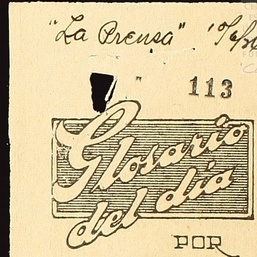 "La Prensa"
113
Glosario
del día
POR